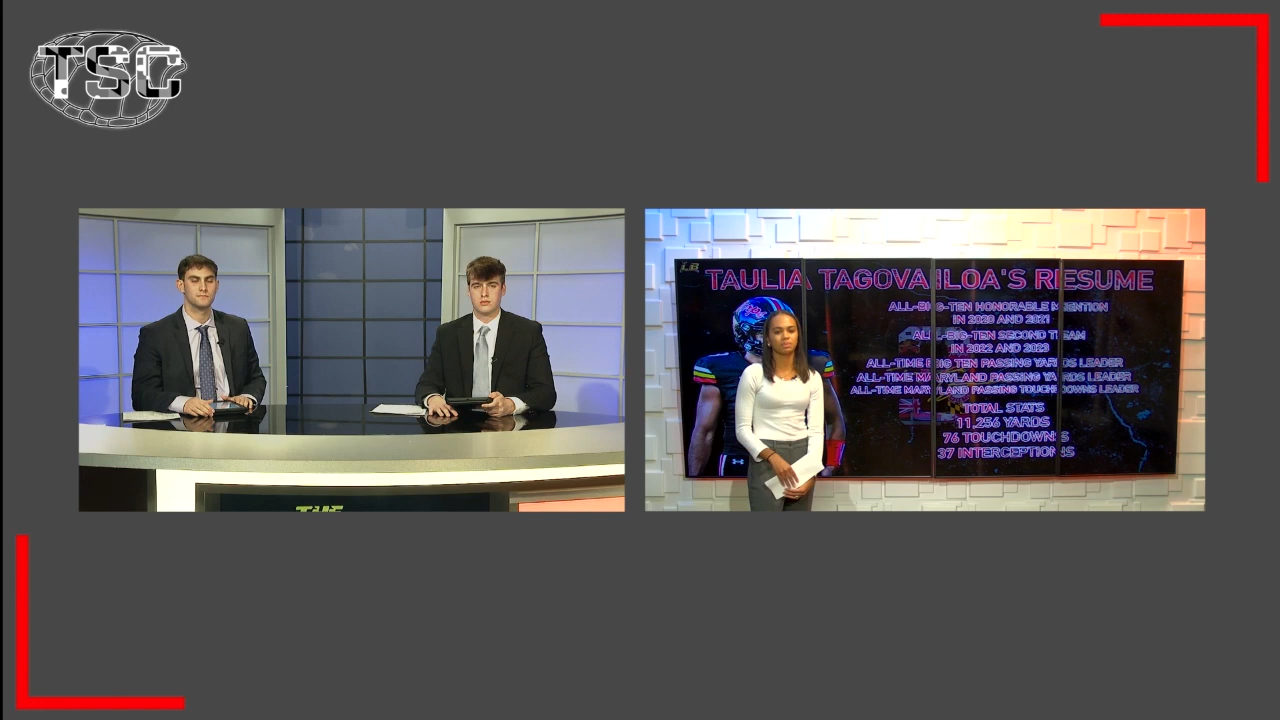 TSC
TAULIA TAGOVAILOA'S RESUME
ALL-BIG-TEN HONORABLE MENTION
IN 2020 AND 2021
ALL-BIG-TEN SECOND TEAM
IN 2022 AND 2023
ALL-TIME BIG TEN PASSING YARDS LEADER
ALL-TIME MARYLAND PASSING YARDS LEADER
ALL-TIME MARYLAND PASSING TOUCHDOWNS LEADER
TOTAL STATS
11,256 YARDS
76 TOUCHDOWNS
37 INTERCEPTIONS
THE